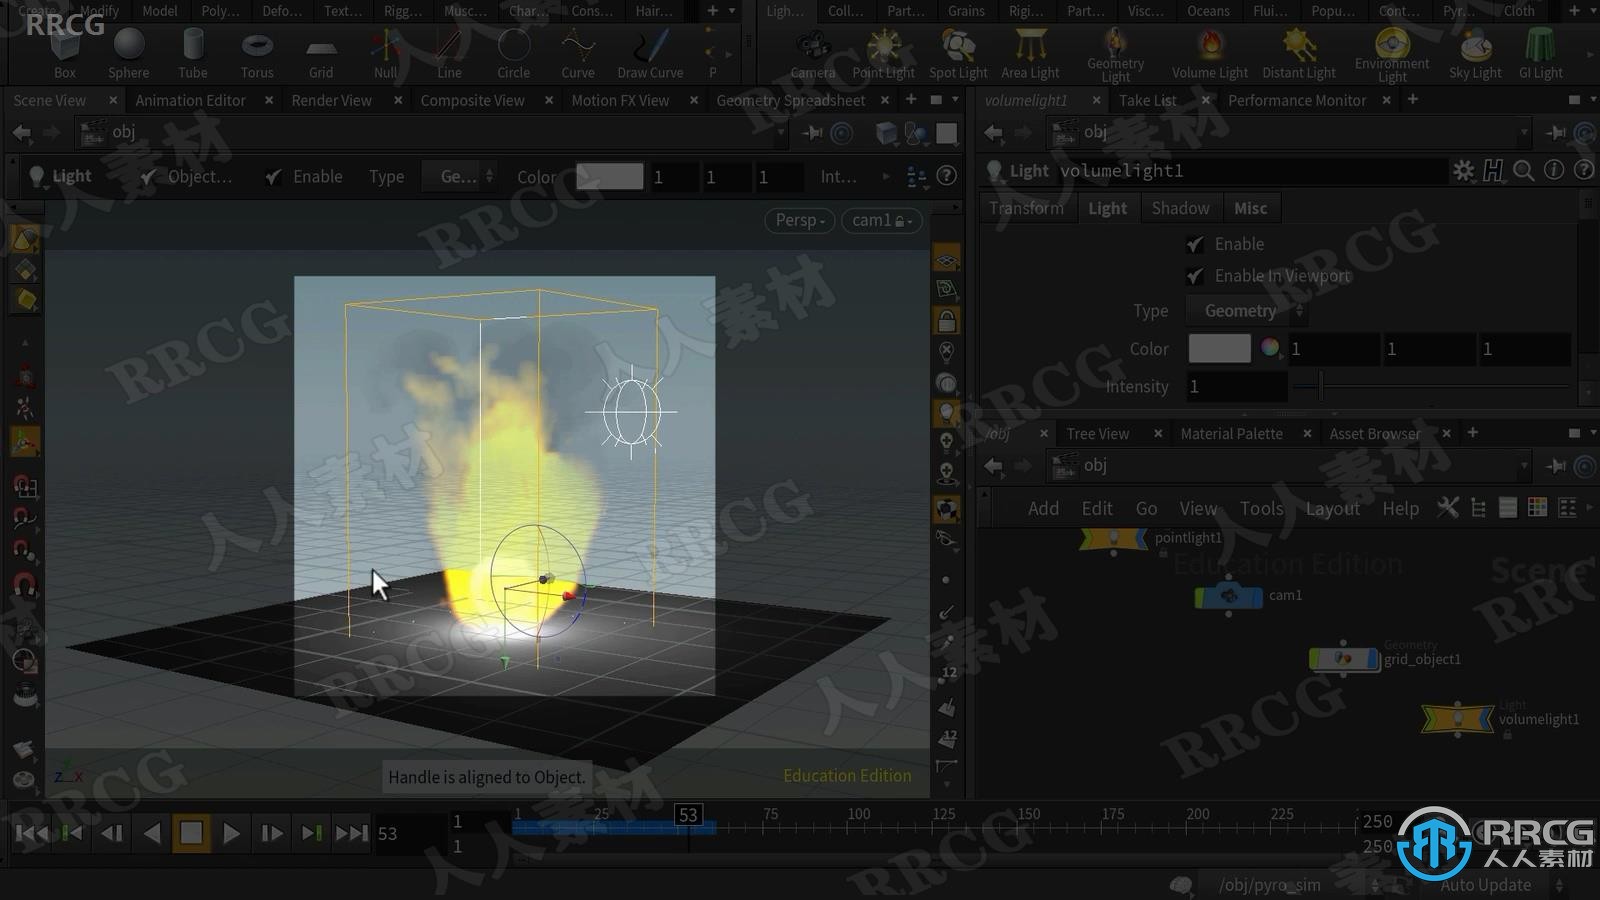 Create Modify Model Poly... Defo... Text... Rigg... Musc... Char... Cons... Hair...
Ligh... Coll... Part... Grains Rigi... Part... Visc... Oceans Flui... Popu... Cont... Pyr... Cloth
RRCG
Box Sphere Tube Torus Grid Null Line Circle Curve Draw Curve P
Camera Point Light Spot Light Area Light Geometry Light Volume Light Distant Light Environment Light Sky Light GI Light
Scene View Animation Editor Render View Composite View Motion FX View Geometry Spreadsheet
volumelight1 Take List Performance Monitor
obj
obj
Light Object... Enable Type Ge... Color 1 1 1 Int...
Light volumelight1
Transform Light Shadow Misc
Persp cam1
Enable
Enable In Viewport
Type Geometry
Color 1 1 1
Intensity 1
/obj Tree View Material Palette Asset Browser
obj
Add Edit Go View Tools Layout Help
pointlight1
Education Edition
Scene
cam1
Geometry
grid_object1
Light
volumelight1
12
12
Z X
Handle is aligned to Object.
Education Edition
53
1
1
1 25 53 75 100 125 150 175 200 225 2
250
250
/obj/pyro_sim Auto Update
RRCG
人人素材